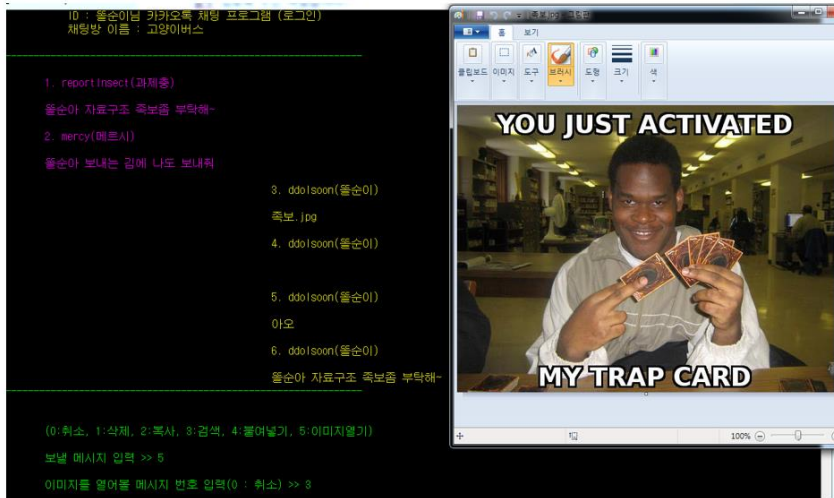 ID : 똘순이님 카카오톡 채팅 프로그램 (로그인)
채팅방 이름 : 고양이버스
1. reportInsect(과제충)
똘순아 자료구조 족보좀 부탁해~
2. mercy(메르시)
똘순아 보내는 김에 나도 보내줘
3. ddolsoon(똘순이)
족보.jpg
4. ddolsoon(똘순이)
5. ddolsoon(똘순이)
아오
6. ddolsoon(똘순이)
똘순아 자료구조 족보좀 부탁해~
(0:취소, 1:삭제, 2:복사, 3:검색, 4:붙여넣기, 5:이미지열기)
보낼 메시지 입력 >> 5
이미지를 열어볼 메시지 번호 입력(0 : 취소) >> 3
족보.jpg - 그림판
홈 보기
클립보드 이미지 도구 브러시 도형 크기 색
YOU JUST ACTIVATED
MY TRAP CARD
100%